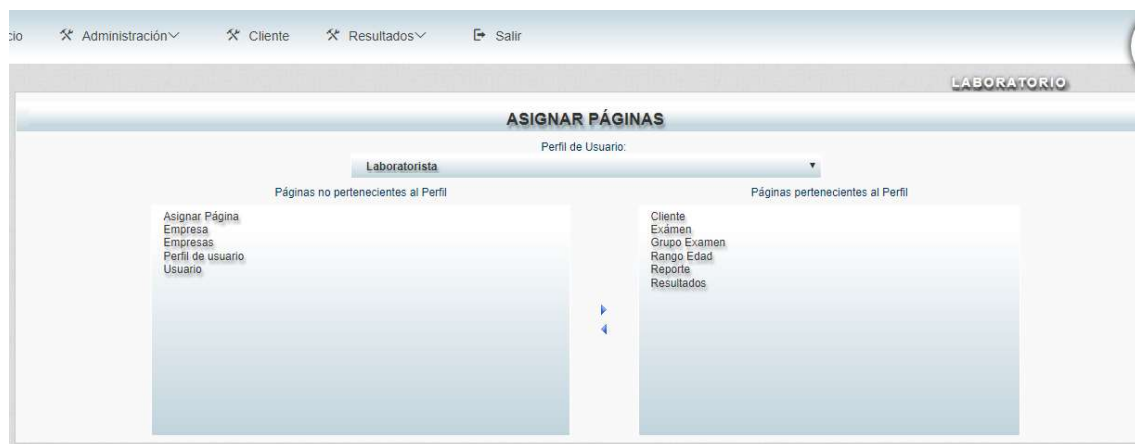 cio Administración Cliente Resultados Salir
LABORATORIO
ASIGNAR PÁGINAS
Perfil de Usuario:
Laboratorista
Páginas no pertenecientes al Perfil
Asignar Página
Empresa
Empresas
Perfil de usuario
Usuario
Páginas pertenecientes al Perfil
Cliente
Exámen
Grupo Examen
Rango Edad
Reporte
Resultados